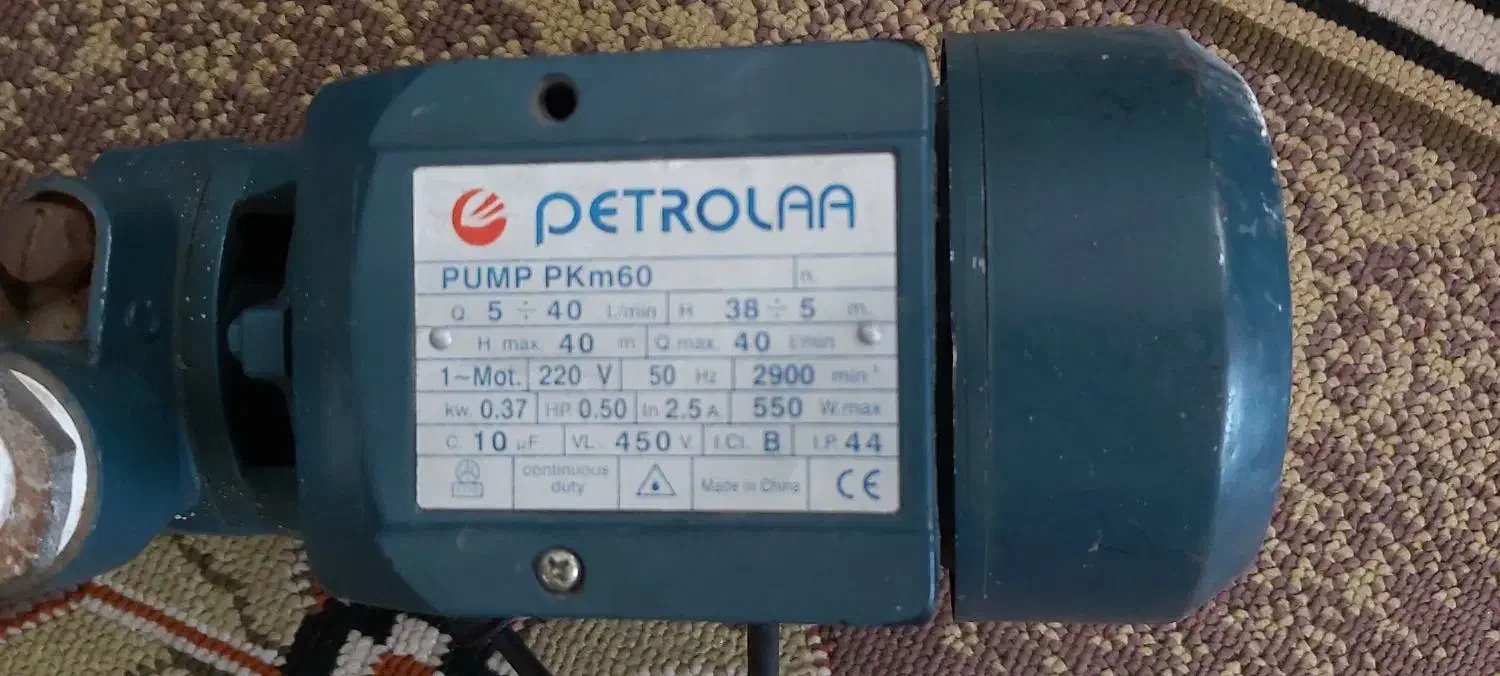 PETROLAA
PUMP PKm60 n.
Q 5 ÷ 40 L/min H 38 ÷ 5 m.
H max. 40 m Q max. 40 l/min
1~Mot. 220 V 50 Hz 2900 min⁻¹
kw. 0.37 HP. 0.50 In 2.5 A 550 W.max
C. 10 µF VL. 450 V I.CL. B I.P. 44
continuous
duty
Made in China
CE